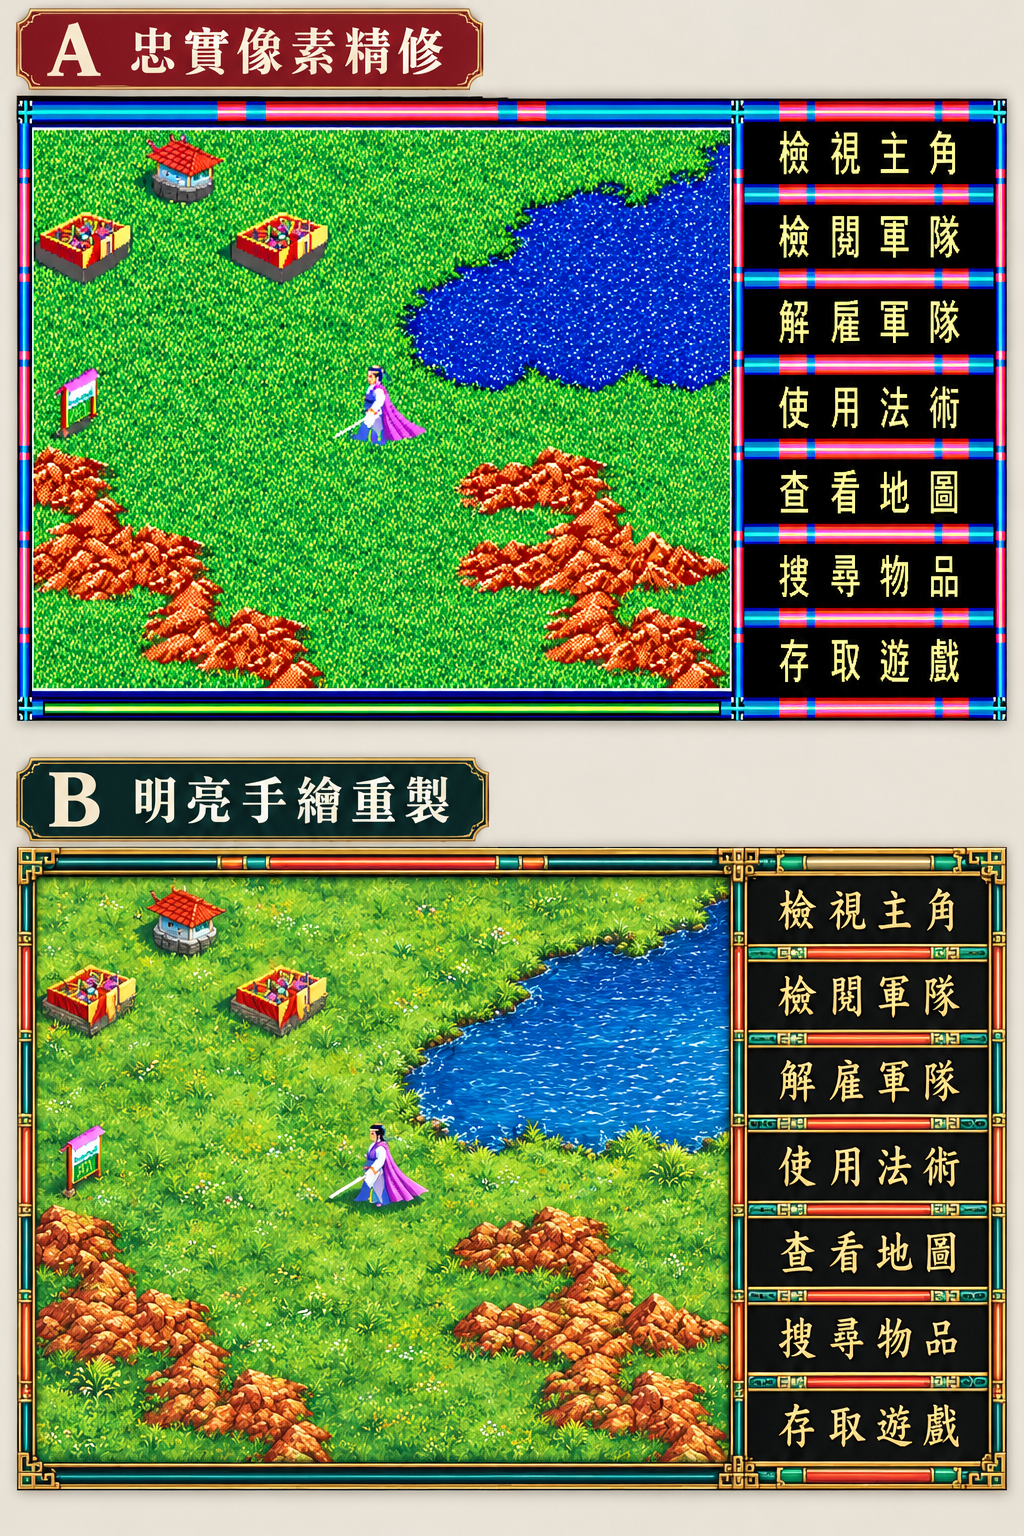 A 忠實像素精修
檢視主角
檢閱軍隊
解雇軍隊
使用法術
查看地圖
搜尋物品
存取遊戲
B 明亮手繪重製
檢視主角
檢閱軍隊
解雇軍隊
使用法術
查看地圖
搜尋物品
存取遊戲